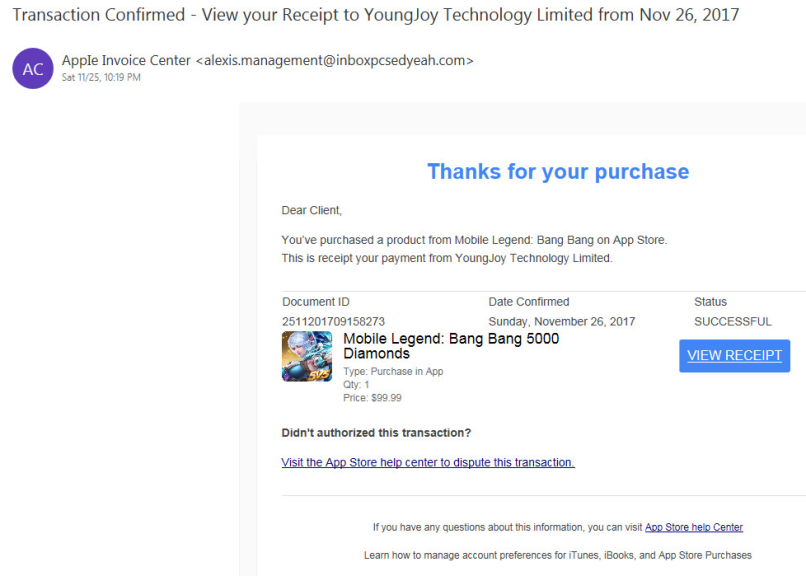 Transaction Confirmed - View your Receipt to YoungJoy Technology Limited from Nov 26, 2017
AC
AppIe Invoice Center <alexis.management@inboxpcsedyeah.com>
Sat 11/25, 10:19 PM
Thanks for your purchase
Dear Client,
You've purchased a product from Mobile Legend: Bang Bang on App Store.
This is receipt your payment from YoungJoy Technology Limited.
Document ID Date Confirmed Status
2511201709158273 Sunday, November 26, 2017 SUCCESSFUL
5V5
Mobile Legend: Bang Bang 5000
Diamonds
Type: Purchase in App
Qty: 1
Price: $99.99
VIEW RECEIPT
Didn't authorized this transaction?
Visit the App Store help center to dispute this transaction.
If you have any questions about this information, you can visit App Store help Center
Learn how to manage account preferences for iTunes, iBooks, and App Store Purchases